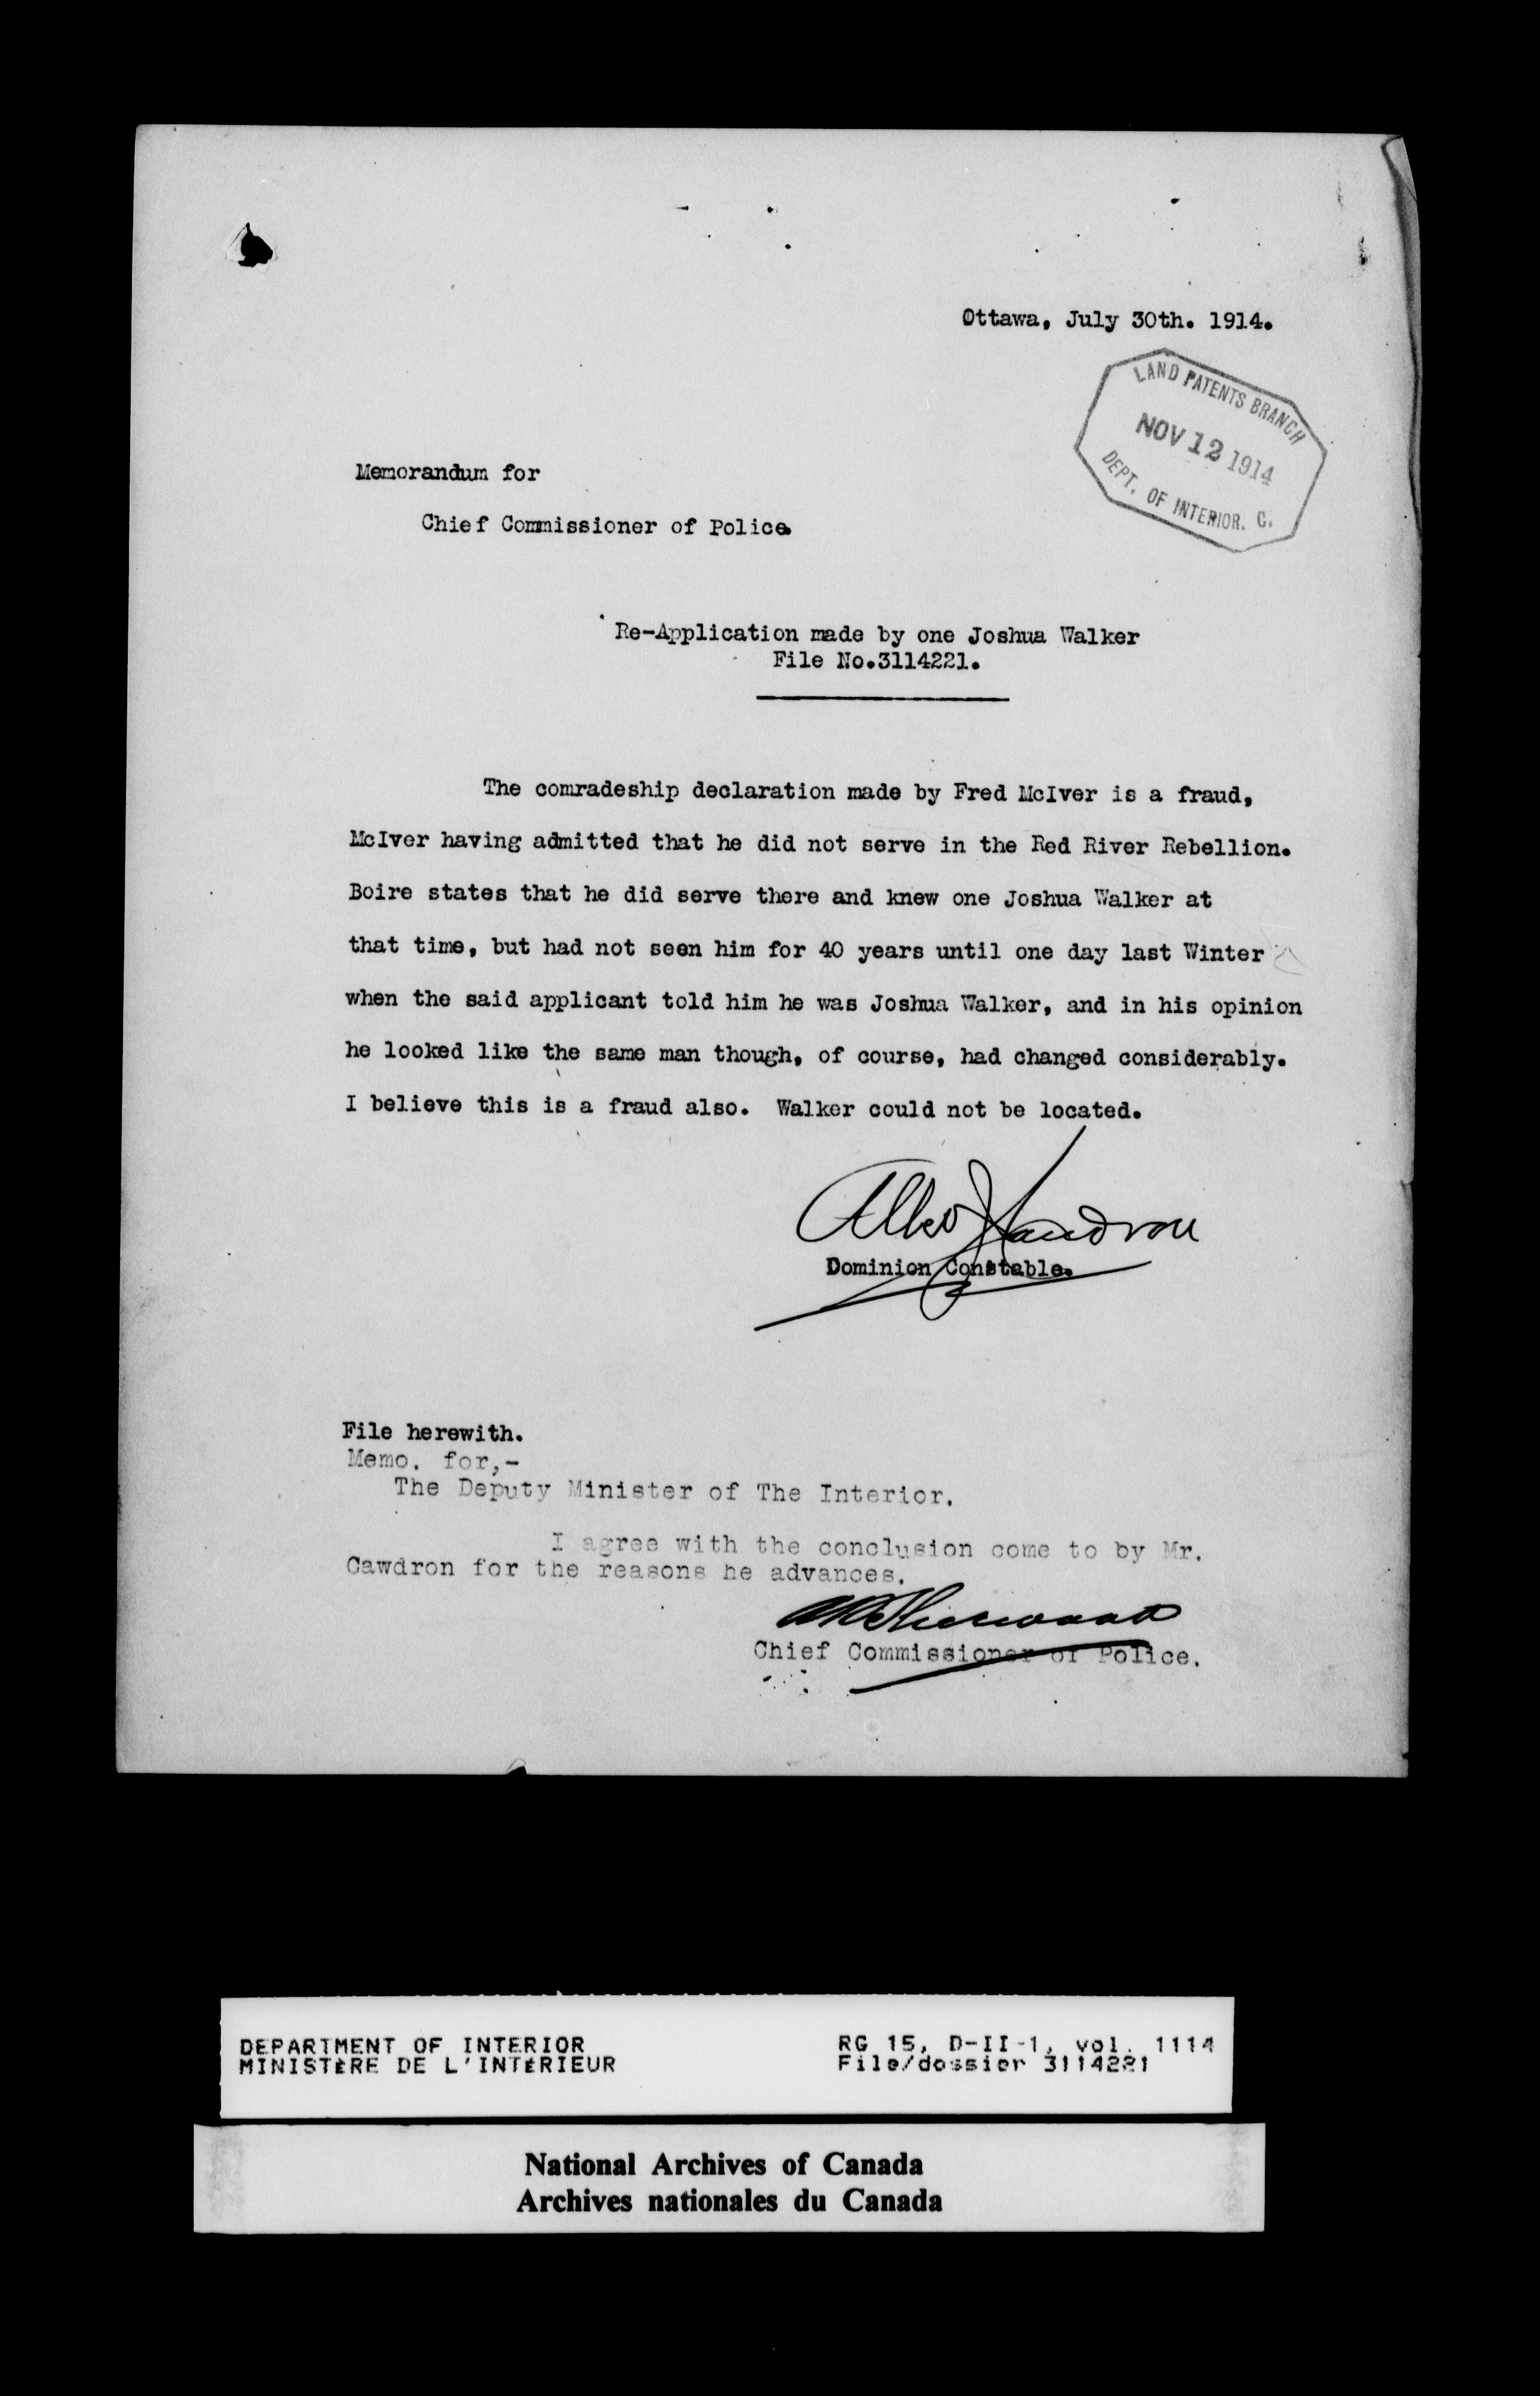 Ottawa, July 30th. 1914.
LAND PATENTS BRANCH
NOV 12 1914
DEPT. OF INTERIOR. C.
Memorandum for
Chief Commissioner of Police.
Re-Application made by one Joshua Walker
File No.3114221.
The comradeship declaration made by Fred McIver is a fraud,
McIver having admitted that he did not serve in the Red River Rebellion.
Boire states that he did serve there and knew one Joshua Walker at
that time, but had not seen him for 40 years until one day last Winter
when the said applicant told him he was Joshua Walker, and in his opinion
he looked like the same man though, of course, had changed considerably.
I believe this is a fraud also. Walker could not be located.
Cawdron
Dominion Constable.
File herewith.
Memo. for,-
The Deputy Minister of The Interior.
I agree with the conclusion come to by Mr.
Cawdron for the reasons he advances.
Sherwood
Chief Commissioner of Police.
DEPARTMENT OF INTERIOR
MINISTÈRE DE L'INTÉRIEUR
RG 15, D-II-1, vol. 1114
File/dossier 3114221
National Archives of Canada
Archives nationales du Canada